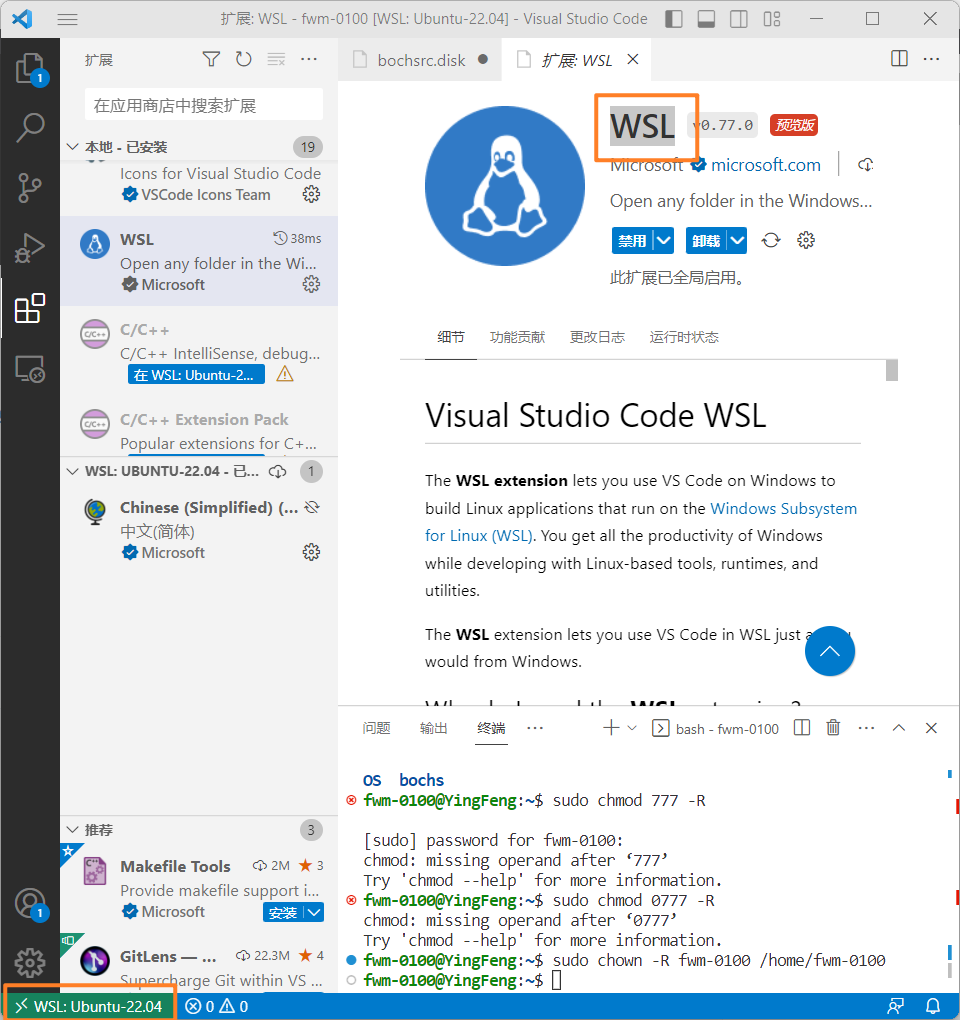 扩展: WSL - fwm-0100 [WSL: Ubuntu-22.04] - Visual Studio Code
1
扩展
在应用商店中搜索扩展
本地 - 已安装 19
Icons for Visual Studio Code
VSCode Icons Team
WSL 38ms
Open any folder in the Wi...
Microsoft
C/C++
C/C++
C/C++ IntelliSense, debug...
在 WSL: Ubuntu-2...
C/C++
C/C++ Extension Pack
Popular extensions for C+...
WSL: UBUNTU-22.04 - 已... 1
Chinese (Simplified) (...
中文(简体)
Microsoft
推荐 3
Makefile Tools 2M 3
Provide makefile support i...
Microsoft 安装
GitLens — ... 22.3M 4
Supercharge Git within VS ...
1
bochsrc.disk
扩展: WSL
WSL v0.77.0 预览版
Microsoft microsoft.com
Open any folder in the Windows...
禁用 卸载
此扩展已全局启用。
细节 功能贡献 更改日志 运行时状态
Visual Studio Code WSL
The WSL extension lets you use VS Code on Windows to
build Linux applications that run on the Windows Subsystem
for Linux (WSL). You get all the productivity of Windows
while developing with Linux-based tools, runtimes, and
utilities.
The WSL extension lets you use VS Code in WSL just as you
would from Windows.
问题 输出 终端 ··· bash - fwm-0100
OS bochs
fwm-0100@YingFeng:~$ sudo chmod 777 -R
[sudo] password for fwm-0100:
chmod: missing operand after ‘777’
Try 'chmod --help' for more information.
fwm-0100@YingFeng:~$ sudo chmod 0777 -R
chmod: missing operand after ‘0777’
Try 'chmod --help' for more information.
fwm-0100@YingFeng:~$ sudo chown -R fwm-0100 /home/fwm-0100
fwm-0100@YingFeng:~$
WSL: Ubuntu-22.04 0 0